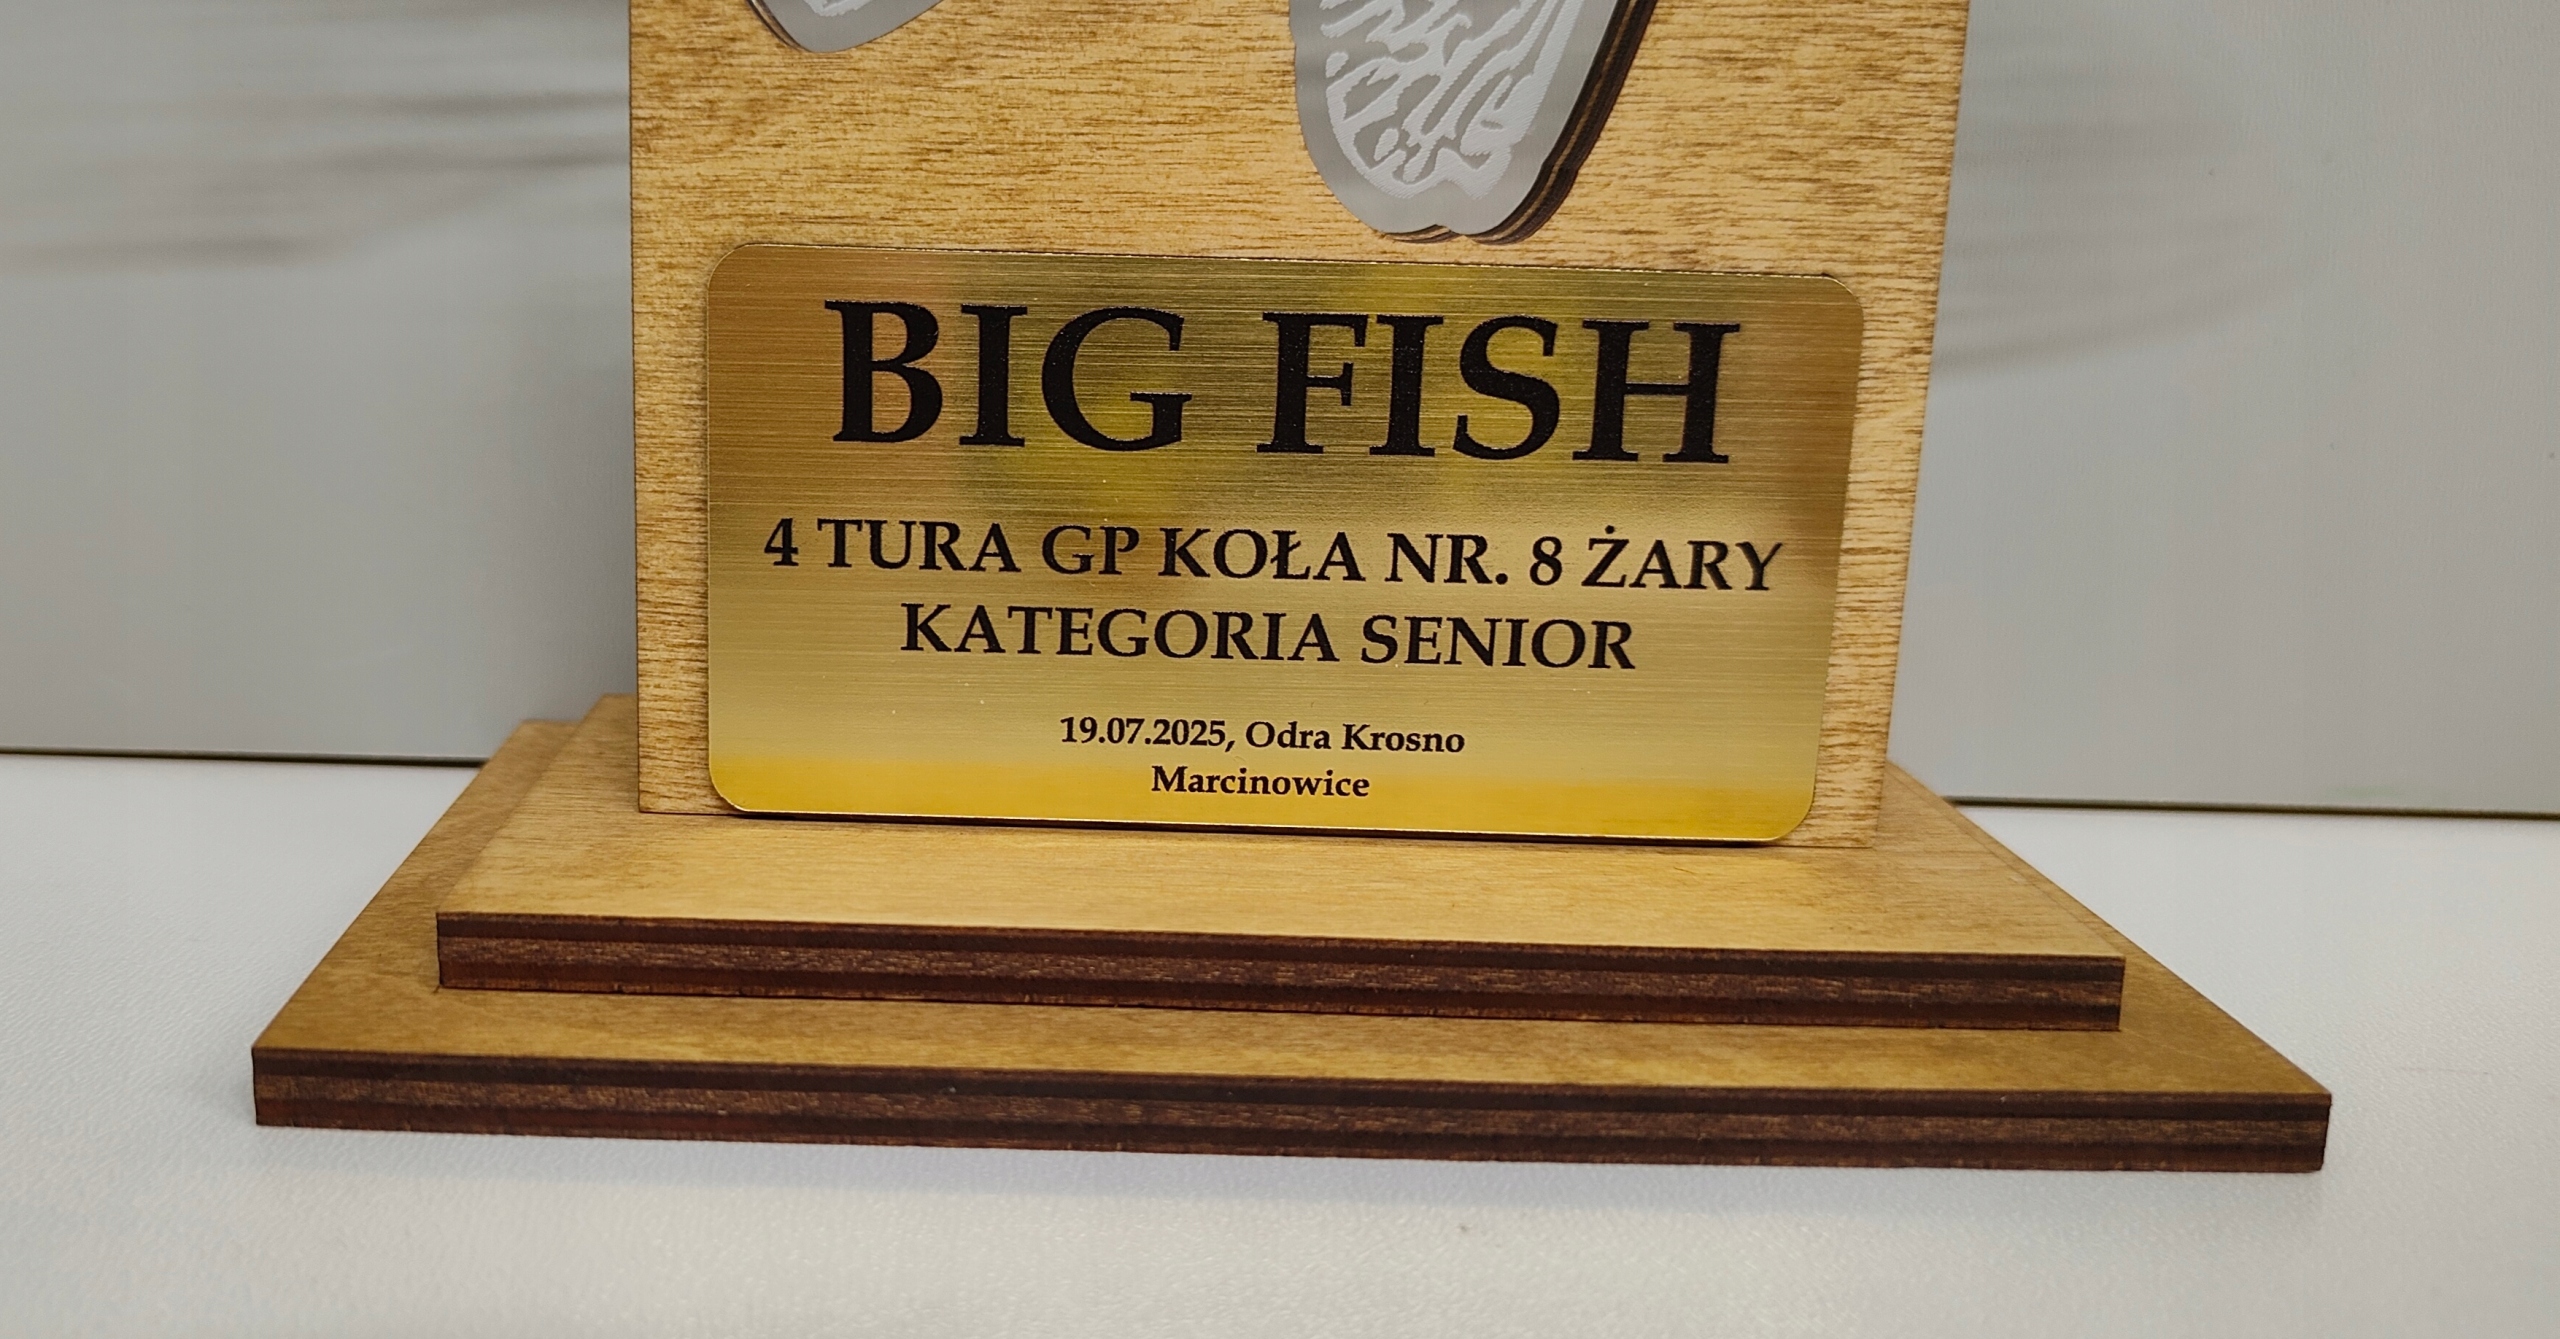 BIG FISH
4 TURA GP KOŁA NR. 8 ŻARY
KATEGORIA SENIOR
19.07.2025, Odra Krosno
Marcinowice